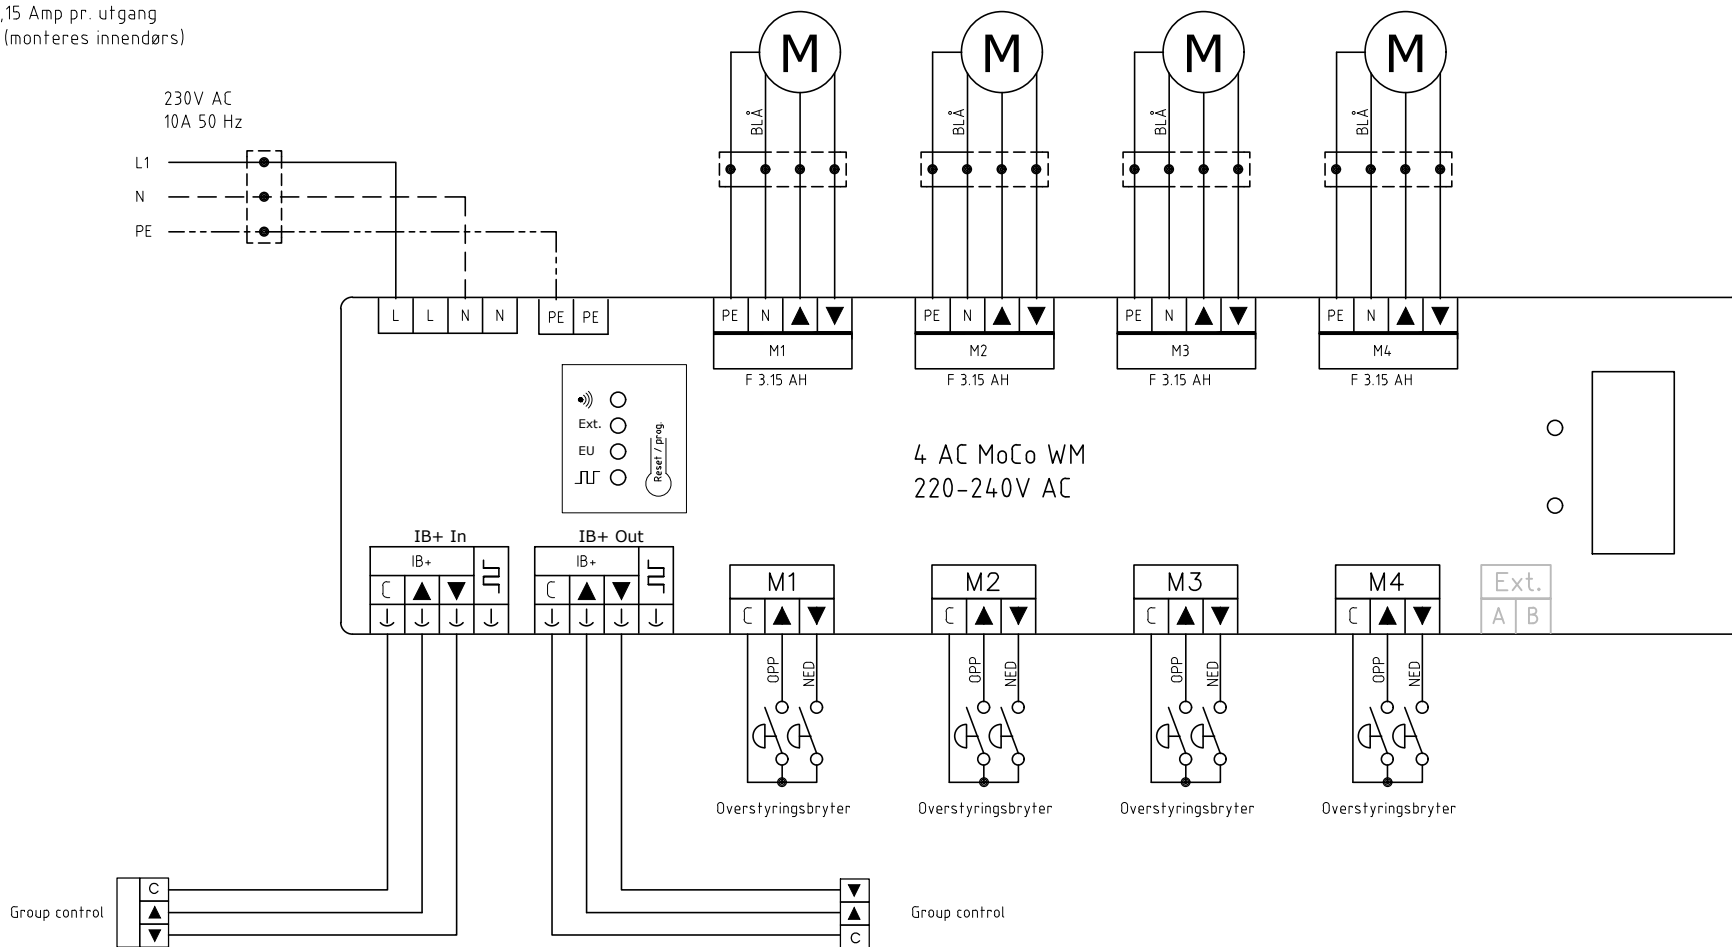 ,15 Amp pr. utgang
(monteres innendørs)
230V AC
10A 50 Hz
L1
N
PE
M M M M
BLÅ BLÅ BLÅ BLÅ
L L N N PE PE
PE N ▲ ▼ PE N ▲ ▼ PE N ▲ ▼ PE N ▲ ▼
M1 M2 M3 M4
F 3.15 AH F 3.15 AH F 3.15 AH F 3.15 AH
Ext.
EU
Reset / prog.
4 AC MoCo WM
220-240V AC
IB+ In IB+ Out
IB+ IB+
C ▲ ▼ C ▲ ▼
M1 M2 M3 M4 Ext.
C ▲ ▼ C ▲ ▼ C ▲ ▼ C ▲ ▼ A B
OPP NED OPP NED OPP NED OPP NED
Overstyringsbryter Overstyringsbryter Overstyringsbryter Overstyringsbryter
C ▼
Group control ▲ ▲ Group control
▼ C